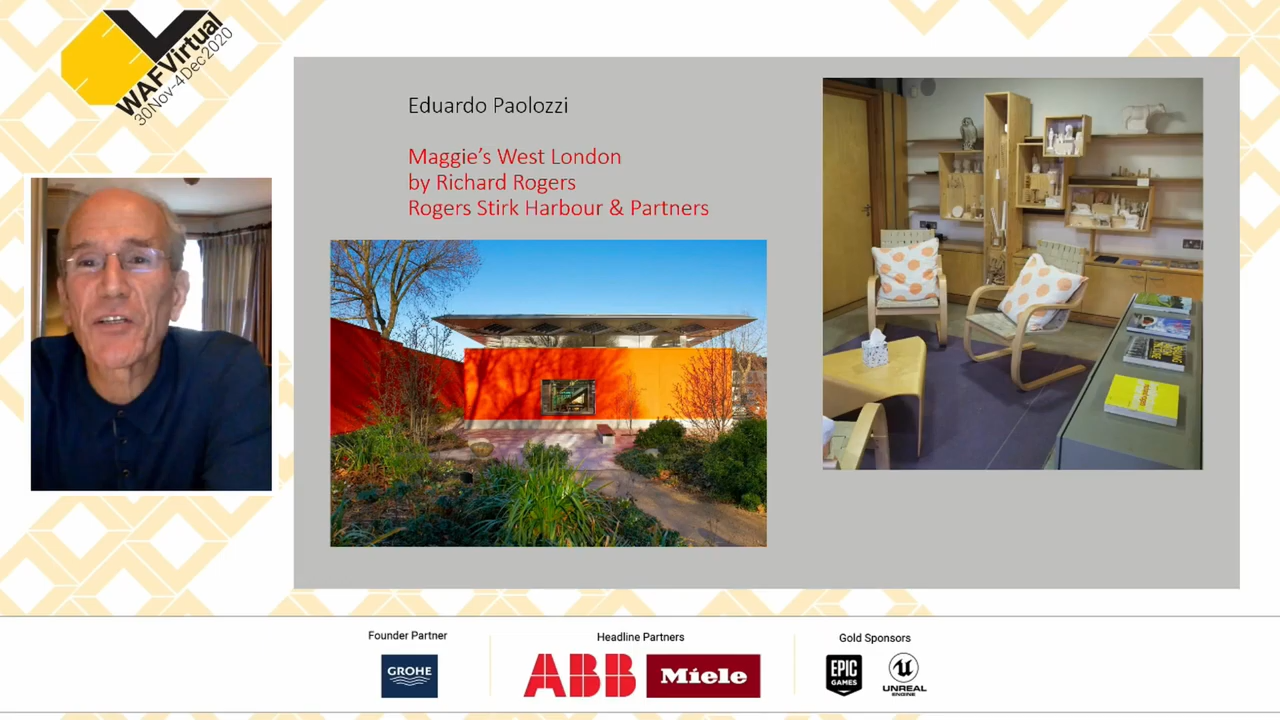 WAFVirtual
30Nov-4Dec2020
Eduardo Paolozzi
Maggie's West London
by Richard Rogers
Rogers Stirk Harbour & Partners
Founder Partner
Headline Partners
Gold Sponsors
GROHE
ABB
Miele
EPIC
GAMES
UNREAL
ENGINE